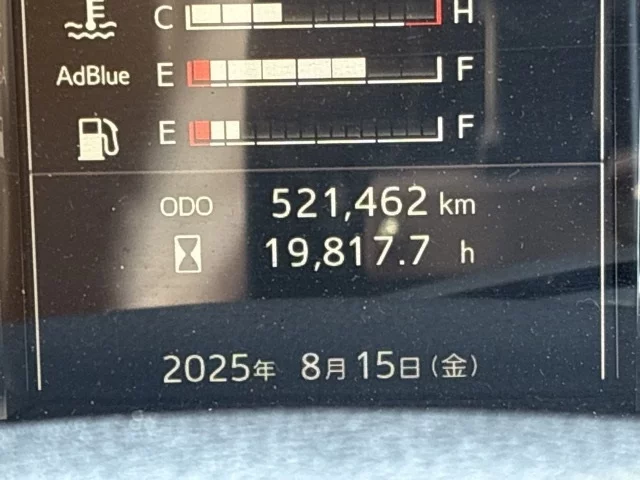 C H
AdBlue E F
E F
ODO 521,462 km
19,817.7 h
2025年 8月15日(金)